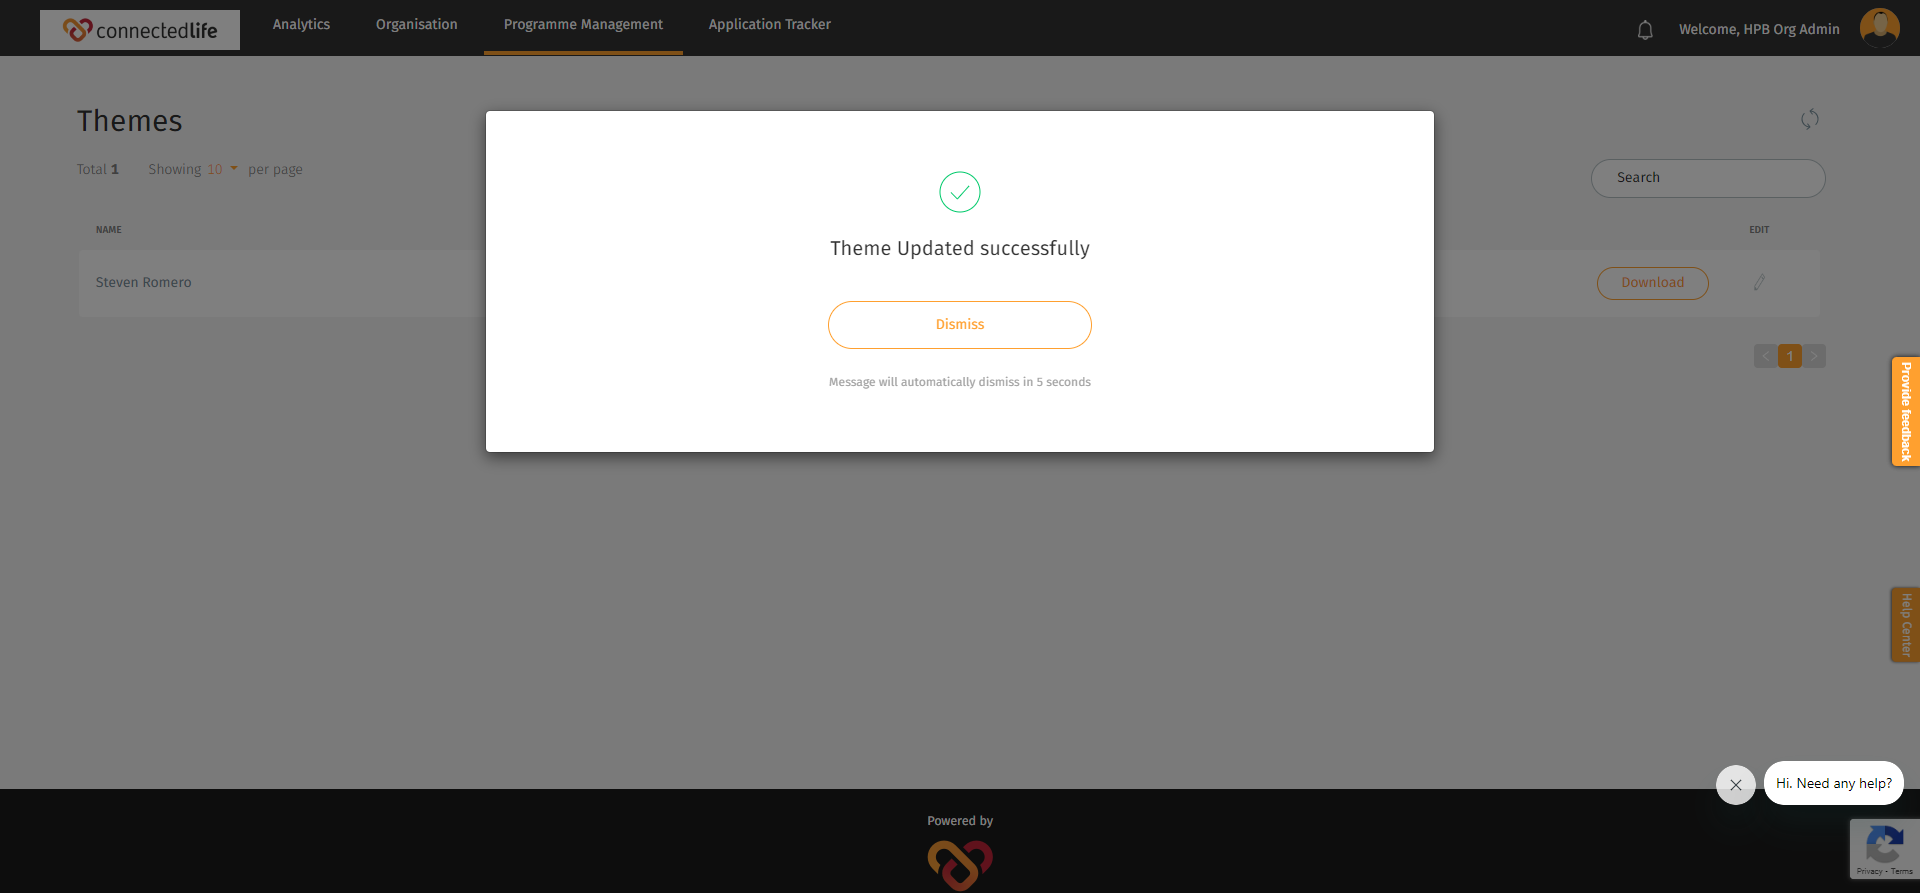 connectedlife
Analytics
Organisation
Programme Management
Application Tracker
Welcome, HPB Org Admin
Themes
Total 1
Showing 10 per page
Search
NAME
EDIT
Steven Romero
Download
Theme Updated successfully
Dismiss
Message will automatically dismiss in 5 seconds
< 1 >
Provide feedback
Help Center
Hi. Need any help?
Powered by
Privacy - Terms